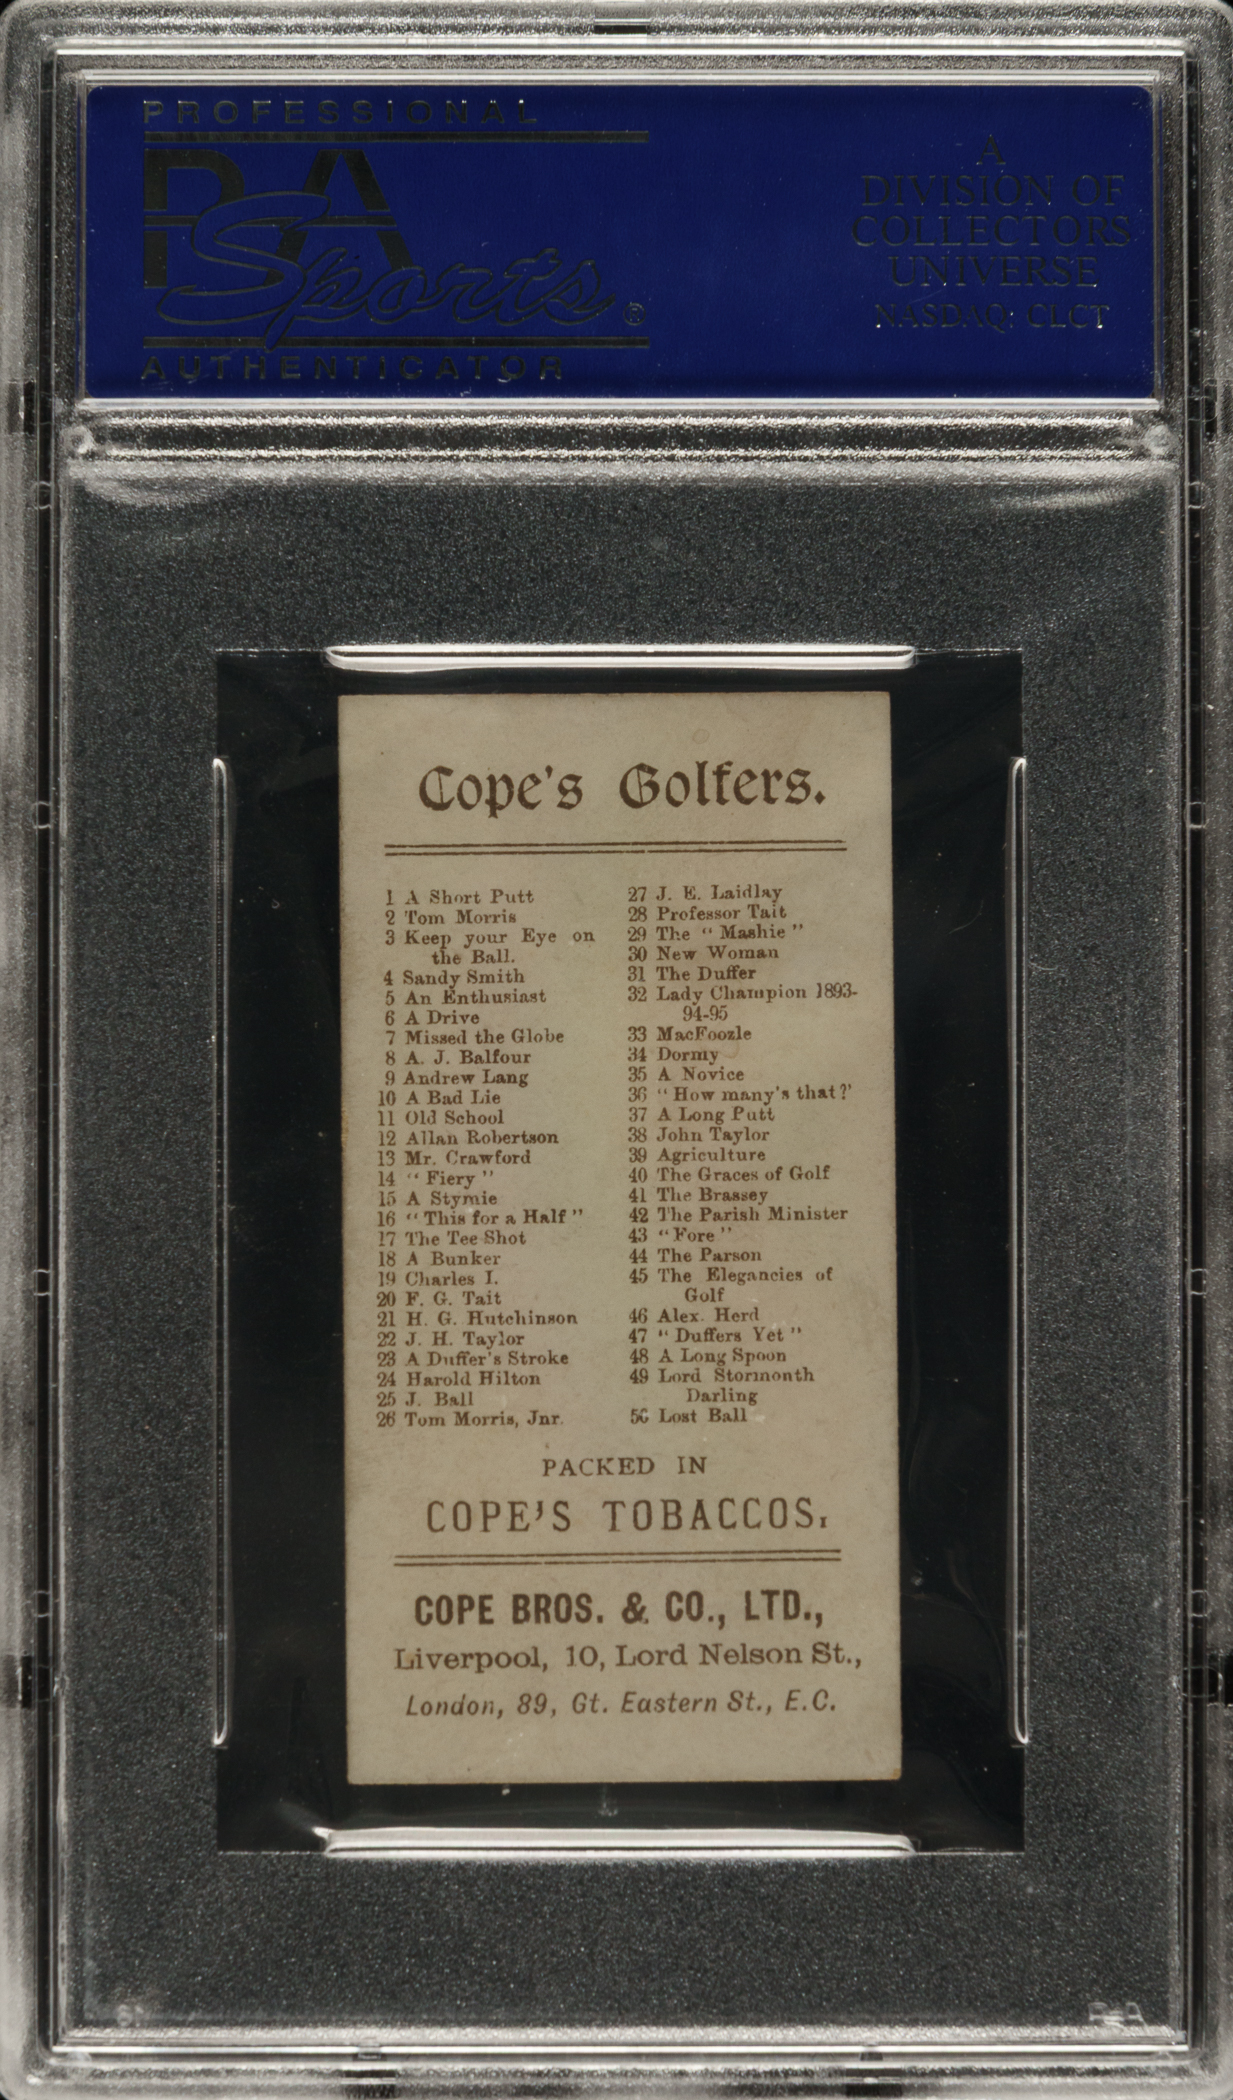 PROFESSIONAL
PSA
Sports ®
AUTHENTICATOR
A
DIVISION OF
COLLECTORS
UNIVERSE
NASDAQ: CLCT
Cope's Golfers.
1 A Short Putt
2 Tom Morris
3 Keep your Eye on
the Ball.
4 Sandy Smith
5 An Enthusiast
6 A Drive
7 Missed the Globe
8 A. J. Balfour
9 Andrew Lang
10 A Bad Lie
11 Old School
12 Allan Robertson
13 Mr. Crawford
14 "Fiery"
15 A Stymie
16 "This for a Half"
17 The Tee Shot
18 A Bunker
19 Charles I.
20 F. G. Tait
21 H. G. Hutchinson
22 J. H. Taylor
23 A Duffer's Stroke
24 Harold Hilton
25 J. Ball
26 Tom Morris, Jnr.
27 J. E. Laidlay
28 Professor Tait
29 The "Mashie"
30 New Woman
31 The Duffer
32 Lady Champion 1893-
94-95
33 MacFoozle
34 Dormy
35 A Novice
36 "How many's that?'
37 A Long Putt
38 John Taylor
39 Agriculture
40 The Graces of Golf
41 The Brassey
42 The Parish Minister
43 "Fore"
44 The Parson
45 The Elegancies of
Golf
46 Alex. Herd
47 "Duffers Yet"
48 A Long Spoon
49 Lord Stormonth
Darling
50 Lost Ball
PACKED IN
COPE'S TOBACCOS.
COPE BROS. & CO., LTD.,
Liverpool, 10, Lord Nelson St.,
London, 89, Gt. Eastern St., E.C.
PSA